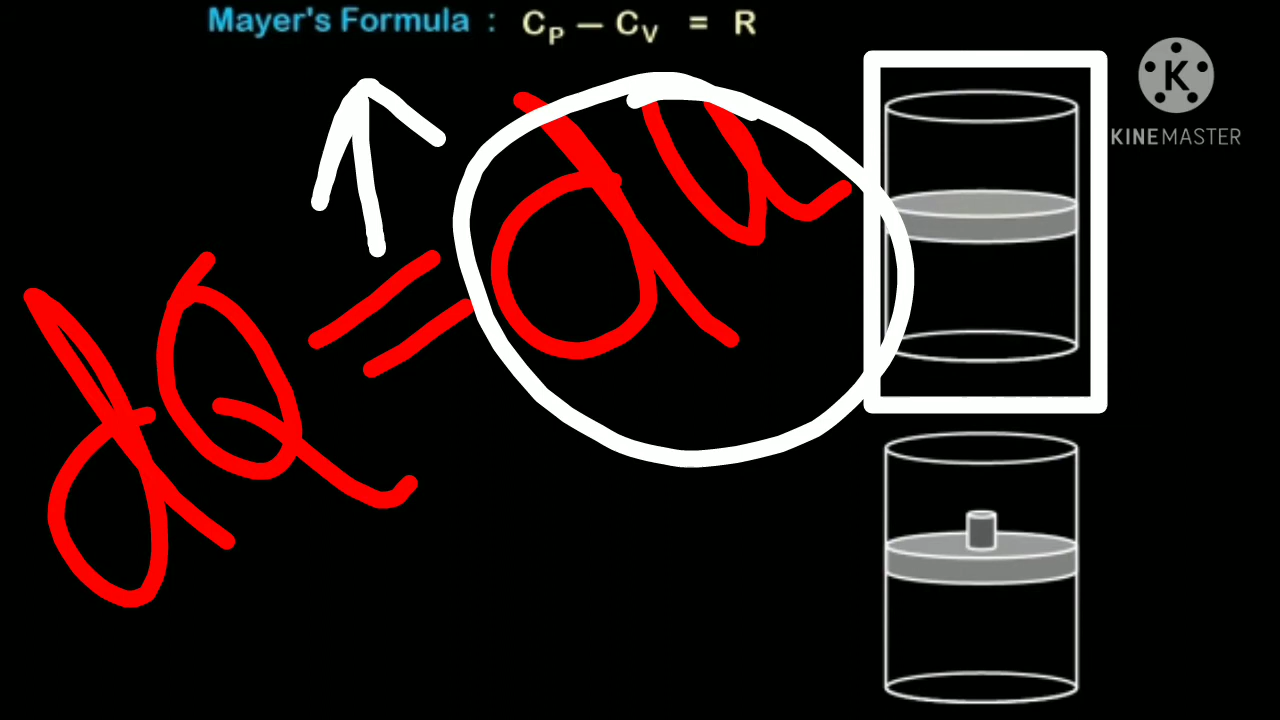 Mayer's Formula : CP – CV = R
K
KINEMASTER
dQ = du